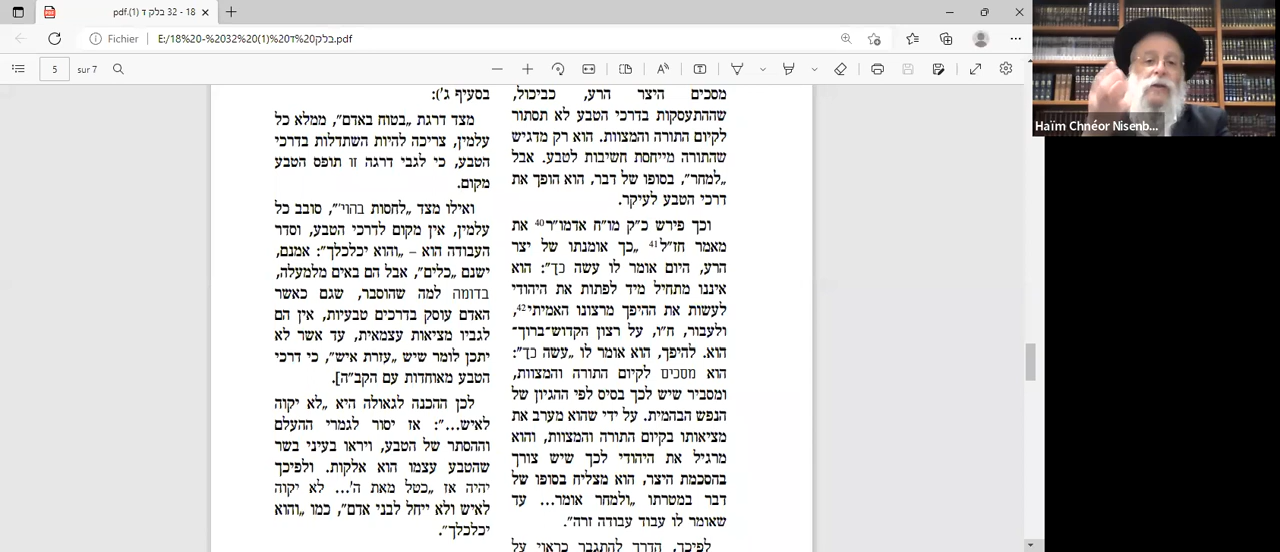 18 - 32 בלק ד (1).pdf
Fichier
E:/18%20-%2032%20בלק%20ד%20(1).pdf
5
sur 7
Haïm Chnéor Nisenb...
מסכים היצר הרע, כביכול,
שההתעסקות בדרכי הטבע לא תסתור
לקיום התורה והמצוות. הוא רק מדגיש
שהתורה מייחסת חשיבות לטבע. אבל
„למחר", בסופו של דבר, הוא הופך את
דרכי הטבע לעיקר.
וכך פירש כ"ק מו"ח אדמו"ר40 את
מאמר חז"ל41 „כך אומנתו של יצר
הרע, היום אומר לו עשה כך": הוא
איננו מתחיל מיד לפתות את היהודי
לעשות את ההיפך מרצונו האמיתי42,
ולעבור, ח"ו, על רצון הקדוש־ברוך־
הוא. להיפך, הוא אומר לו „עשה כך":
הוא מסכים לקיום התורה והמצוות,
ומסביר שיש לכך בסיס לפי ההגיון של
הנפש הבהמית. על ידי שהוא מערב את
מציאותו בקיום התורה והמצוות, והוא
מרגיל את היהודי לכך שיש צורך
בהסכמת היצר, הוא מצליח בסופו של
דבר במטרתו „ולמחר אומר... עד
שאומר לו עבוד עבודה זרה".
לפיכך, הדרך להתגבר כראוי על
בסעיף ג'):
מצד דרגת „בטוח באדם", ממלא כל
עלמין, צריכה להיות השתדלות בדרכי
הטבע, כי לגבי דרגה זו תופס הטבע
מקום.
ואילו מצד „לחסות בהוי'", סובב כל
עלמין, אין מקום לדרכי הטבע, וסדר
העבודה הוא – „והוא יכלכלך": אמנם,
ישנם „כלים", אבל הם באים מלמעלה,
בדומה למה שהוסבר, שגם כאשר
האדם עוסק בדרכים טבעיות, אין הם
לגביו מציאות עצמאית, עד אשר לא
יתכן לומר שיש „עזרת איש", כי דרכי
הטבע מאוחדות עם הקב"ה].
לכן ההכנה לגאולה היא „לא יקוה
לאיש...": אז יסור לגמרי ההעלם
וההסתר של הטבע, ויראו בעיני בשר
שהטבע עצמו הוא אלקות. ולפיכך
יהיה אז „כטל מאת ה'... לא יקוה
לאיש ולא ייחל לבני אדם", כמו „והוא
יכלכלך".